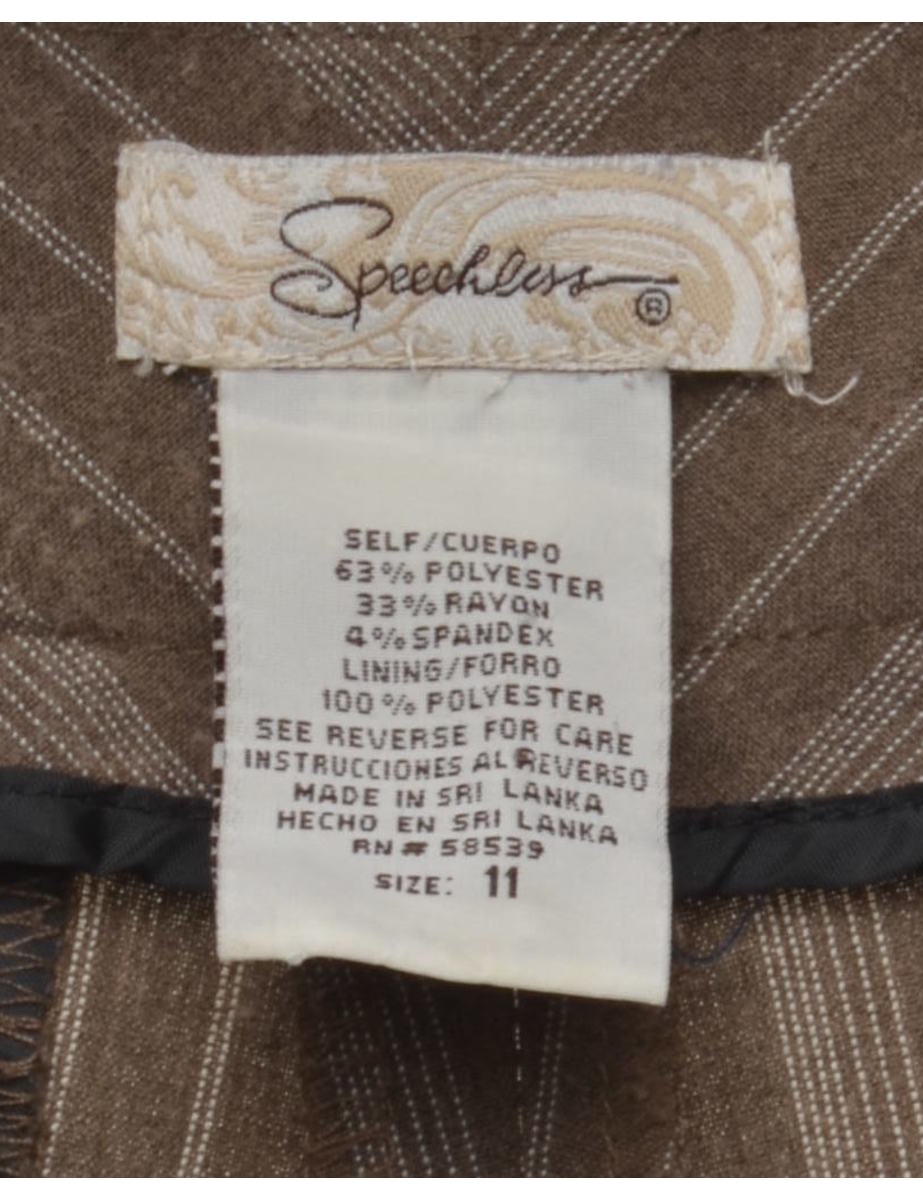 Speechless ®
SELF/CUERPO
63% POLYESTER
33% RAYON
4% SPANDEX
LINING/FORRO
100% POLYESTER
SEE REVERSE FOR CARE
INSTRUCCIONES AL REVERSO
MADE IN SRI LANKA
HECHO EN SRI LANKA
RN# 58539
SIZE: 11